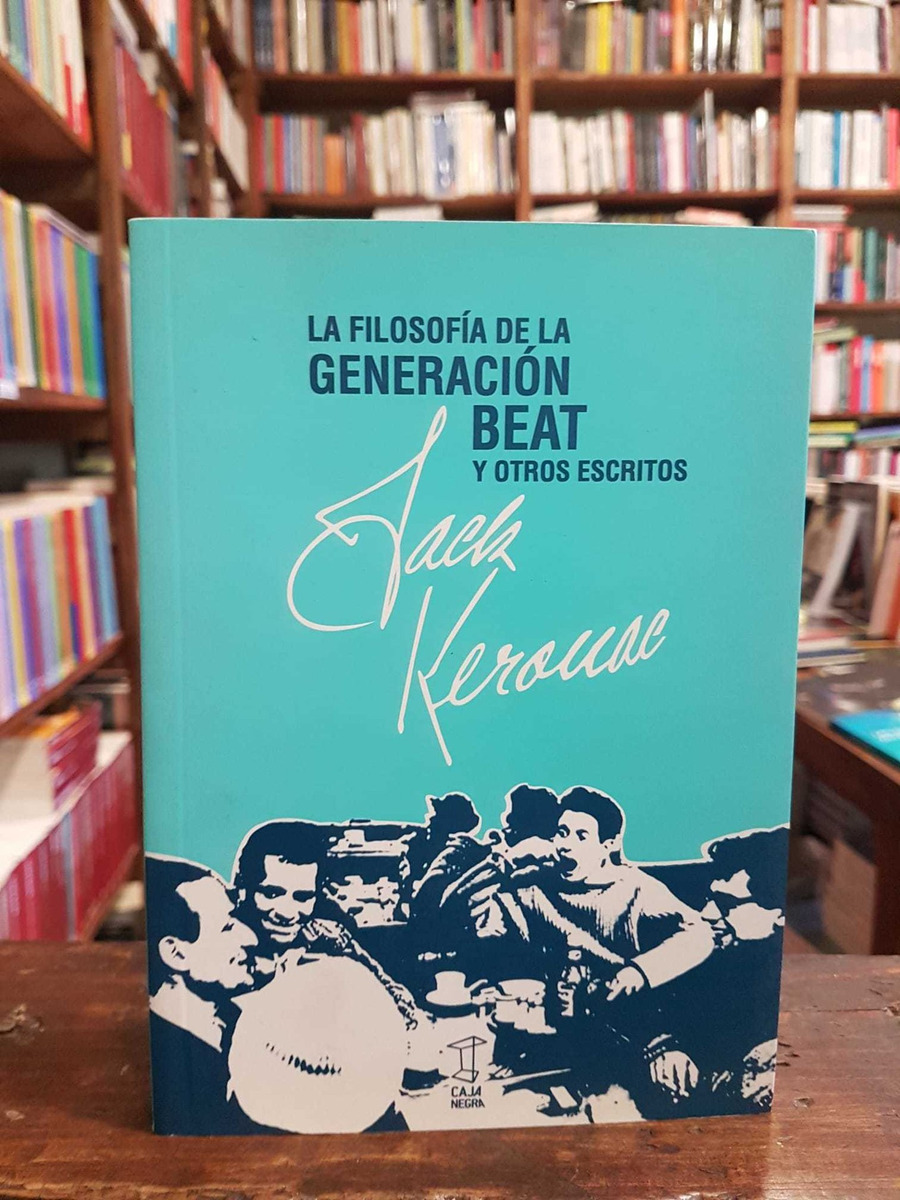 LA FILOSOFÍA DE LA
GENERACIÓN
BEAT
Y OTROS ESCRITOS
Jack
Kerouac
CAJA
NEGRA